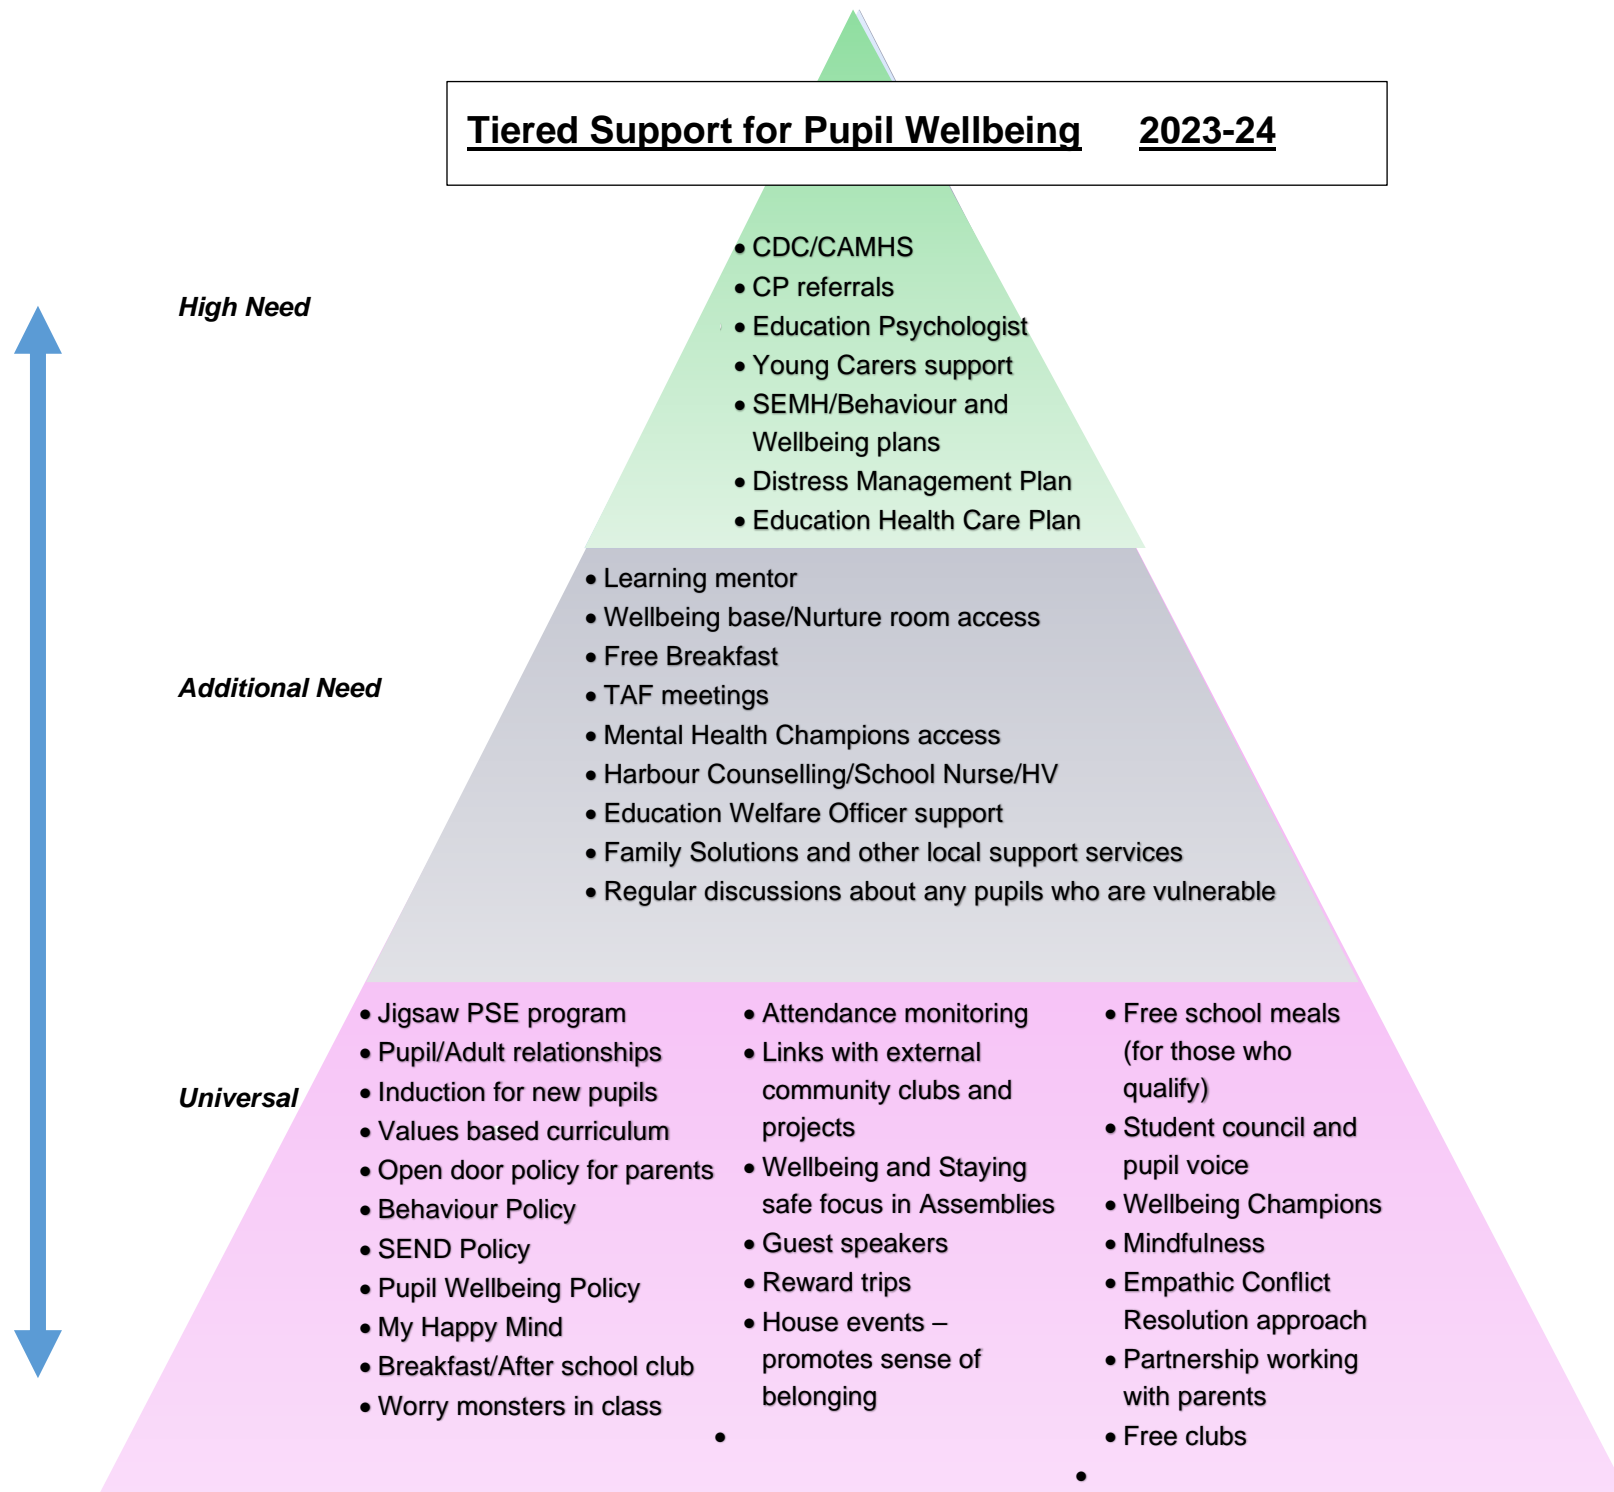 Tiered Support for Pupil Wellbeing 2023-24
High Need
• CDC/CAMHS
• CP referrals
• Education Psychologist
• Young Carers support
• SEMH/Behaviour and
Wellbeing plans
• Distress Management Plan
• Education Health Care Plan
Additional Need
• Learning mentor
• Wellbeing base/Nurture room access
• Free Breakfast
• TAF meetings
• Mental Health Champions access
• Harbour Counselling/School Nurse/HV
• Education Welfare Officer support
• Family Solutions and other local support services
• Regular discussions about any pupils who are vulnerable
Universal
• Jigsaw PSE program
• Pupil/Adult relationships
• Induction for new pupils
• Values based curriculum
• Open door policy for parents
• Behaviour Policy
• SEND Policy
• Pupil Wellbeing Policy
• My Happy Mind
• Breakfast/After school club
• Worry monsters in class
• Attendance monitoring
• Links with external
community clubs and
projects
• Wellbeing and Staying
safe focus in Assemblies
• Guest speakers
• Reward trips
• House events –
promotes sense of
belonging
•
• Free school meals
(for those who
qualify)
• Student council and
pupil voice
• Wellbeing Champions
• Mindfulness
• Empathic Conflict
Resolution approach
• Partnership working
with parents
• Free clubs
•